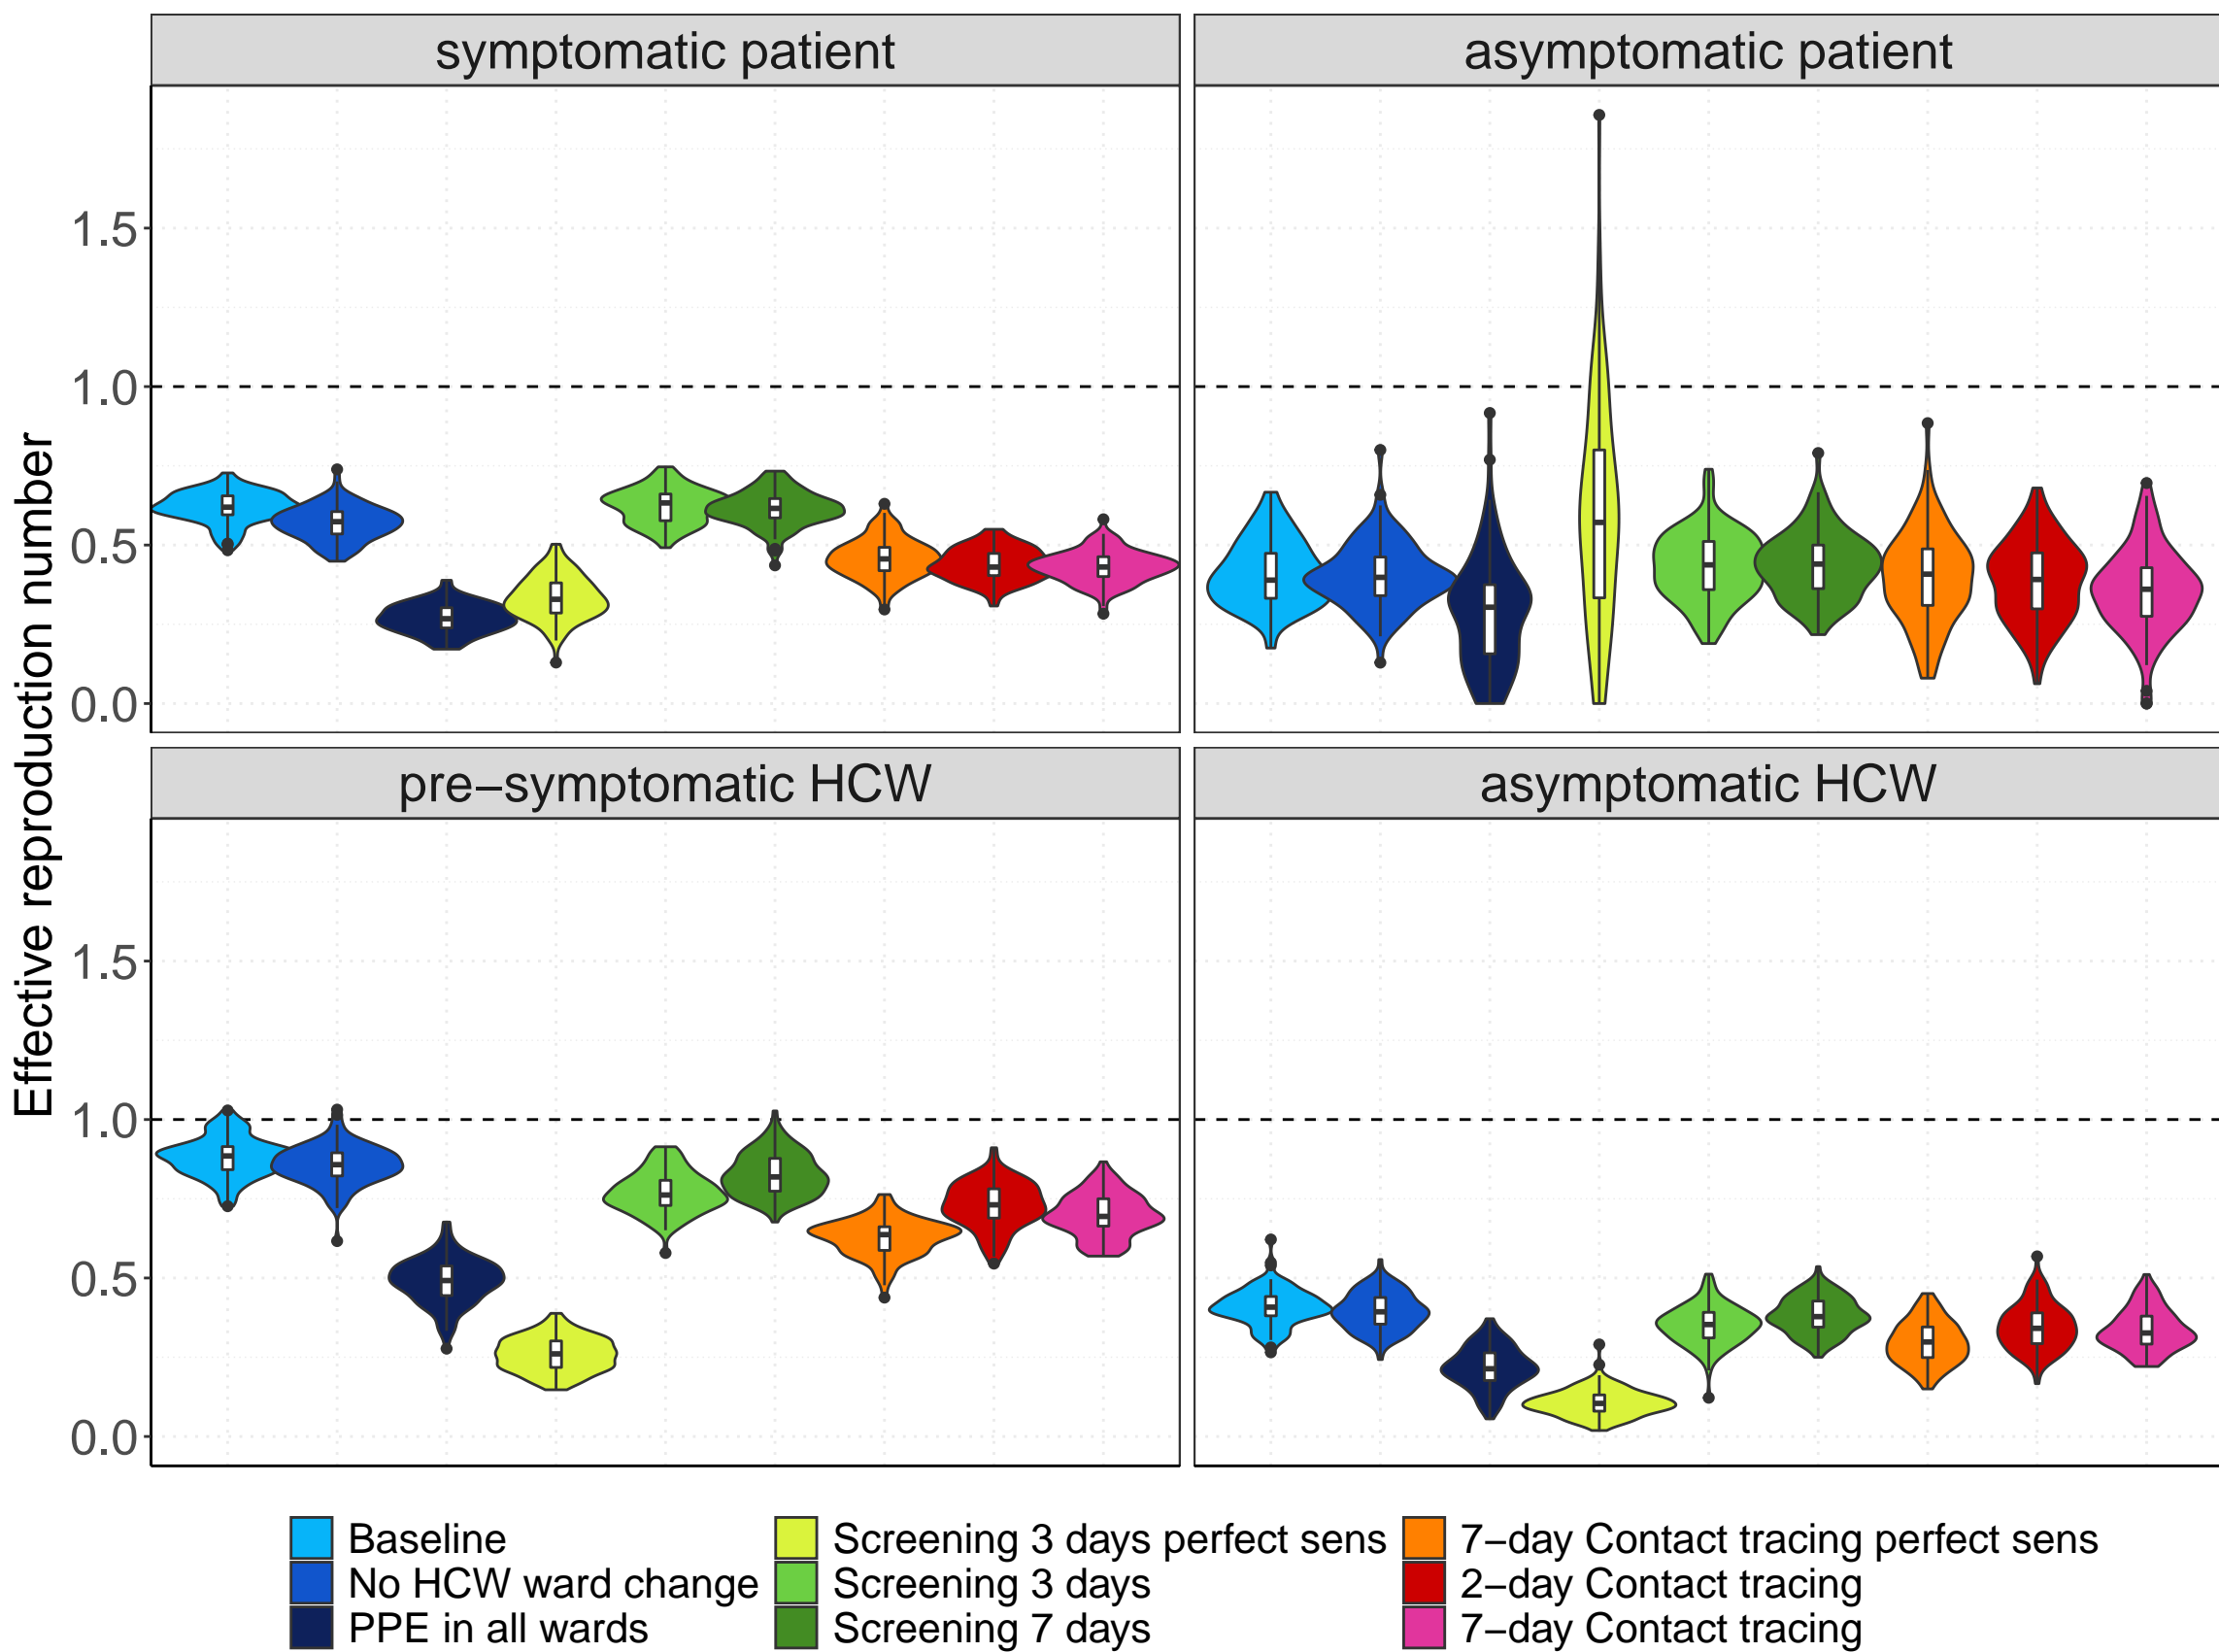 symptomatic patient
asymptomatic patient
1.5
1.0
0.5
0.0
Effective reproduction number
pre−symptomatic HCW
asymptomatic HCW
1.5
1.0
0.5
0.0
Baseline
No HCW ward change
PPE in all wards
Screening 3 days perfect sens
Screening 3 days
Screening 7 days
7−day Contact tracing perfect sens
2−day Contact tracing
7−day Contact tracing